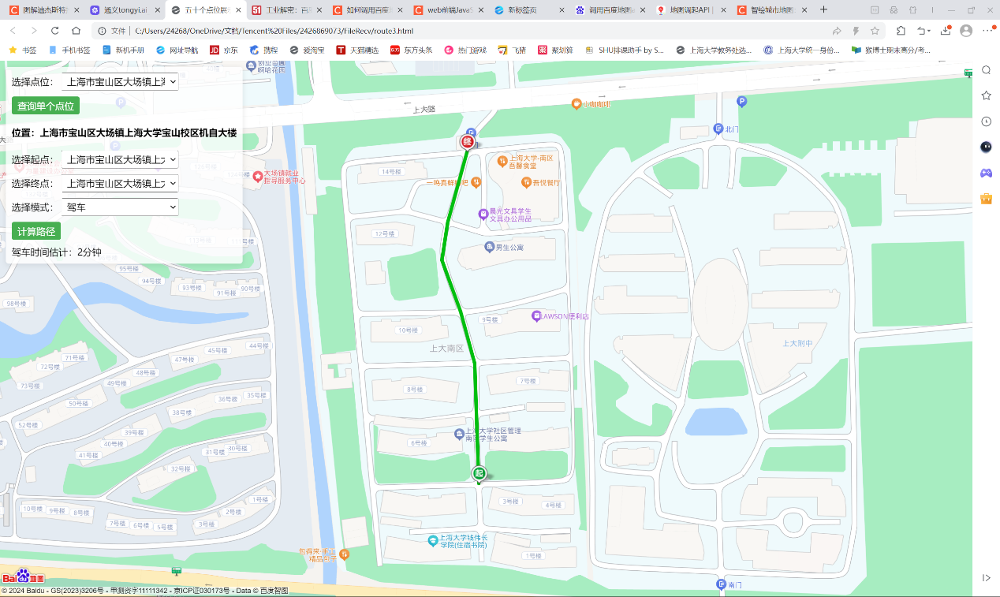 图解迪杰斯特
通义tongyi.ai
五十个点位展
工业解密：百度
如何调用百度
web前端JavaS
新标签页
调用百度地图a
地图调起API |
智绘城市地图:
文件
C:/Users/24268/OneDrive/文档/Tencent%20Files/2426869073/FileRecv/route3.html
书签
手机书签
新机手册
网址导航
京东
携程
爱淘宝
天猫精选
东方头条
热门游戏
飞猪
聚划算
SHU排课助手 by S...
上海大学教务处选...
上海大学统一身份...
猴博士期末高分/考...
选择点位：
上海市宝山区大场镇上海
查询单个点位
位置：上海市宝山区大场镇上海大学宝山校区机自大楼
选择起点：
上海市宝山区大场镇上大
选择终点：
上海市宝山区大场镇上大
选择模式：
驾车
计算路径
驾车时间估计：2分钟
上大路
小咖咖啡
北门
终
上海大学-南区
吾馨食堂
14号楼
一鸣真鲜奶吧
吾悦餐厅
大场镇就业
指导服务中心
晨光文具学生
文具办公用品
12号楼
男生公寓
95号楼
94号楼
93号楼
91号楼
90号楼
98号楼
LAWSON便利店
9号楼
10号楼
上大南区
上大附中
44号楼
45号楼
47号楼
71号楼
72号楼
73号楼
48号楼
49号楼
50号楼
7号楼
8号楼
35号楼
36号楼
38号楼
52号楼
39号楼
40号楼
41号楼
上海大学社区管理
南区学生公寓
6号楼
30号楼
31号楼
32号楼
起
1号楼
2号楼
3号楼
3号楼
4号楼
10号楼
9号楼
8号楼
7号楼
6号楼
5号楼
上海大学钱伟长
学院(住宿书院)
1号楼
精品包子
南门
Bai 地图
© 2024 Baidu - GS(2023)3206号 - 甲测资字11111342 - 京ICP证030173号 - Data © 百度智图